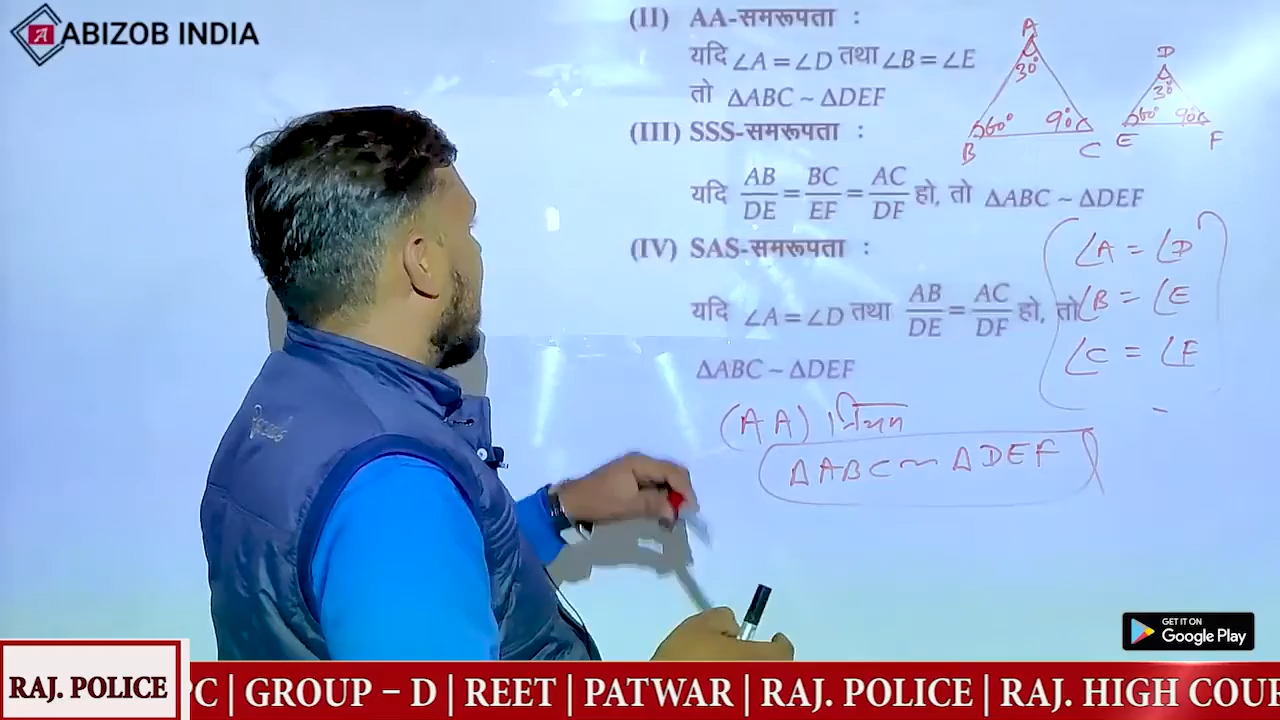 ABIZOB INDIA
(II) AA-समरूपता :
यदि ∠A = ∠D तथा ∠B = ∠E
तो ΔABC ~ ΔDEF
(III) SSS-समरूपता :
यदि AB/DE = BC/EF = AC/DF हो, तो ΔABC ~ ΔDEF
(IV) SAS-समरूपता :
यदि ∠A = ∠D तथा AB/DE = AC/DF हो, तो
ΔABC ~ ΔDEF
A
30°
60° 90°
B C
D
30°
60° 90°
E F
∠A = ∠D
∠B = ∠E
∠C = ∠F
(AA) नियम
ΔABC ~ ΔDEF
GET IT ON
Google Play
RAJ. POLICE
PC | GROUP – D | REET | PATWAR | RAJ. POLICE | RAJ. HIGH COU